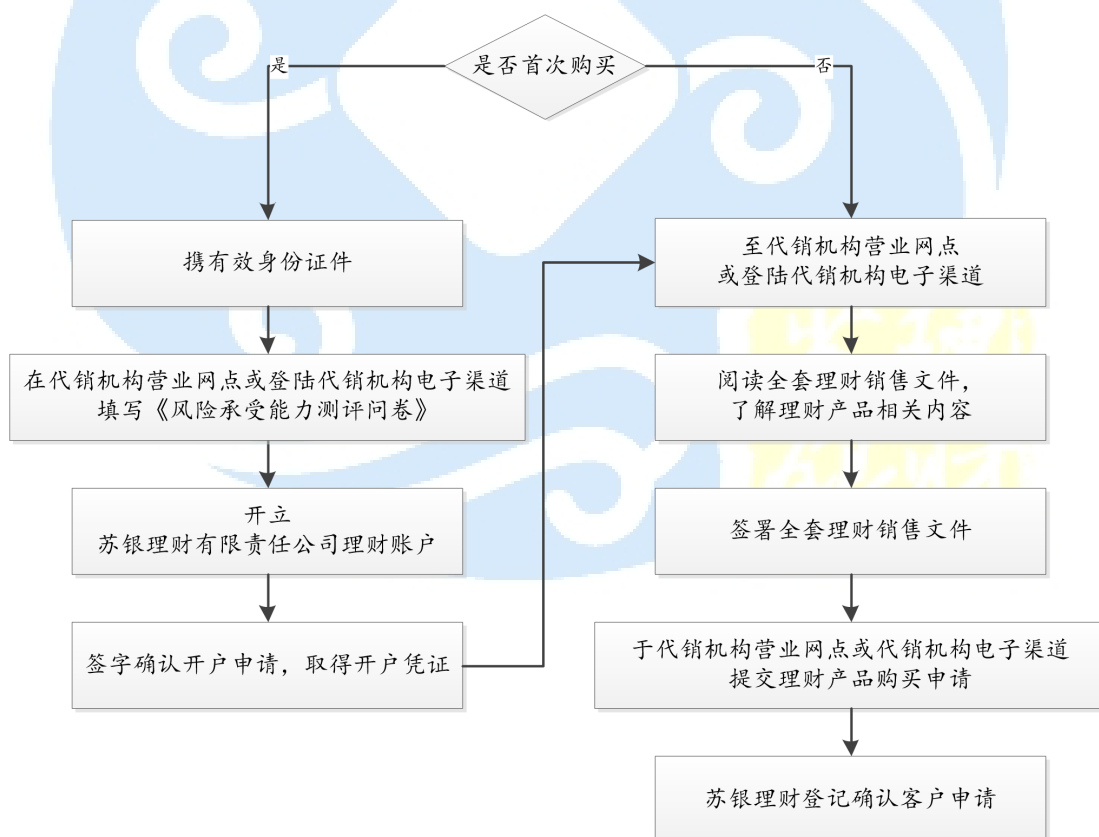 是否首次购买
是
否
携有效身份证件
在代销机构营业网点或登陆代销机构电子渠道
填写《风险承受能力测评问卷》
开立
苏银理财有限责任公司理财账户
签字确认开户申请，取得开户凭证
至代销机构营业网点
或登陆代销机构电子渠道
阅读全套理财销售文件，
了解理财产品相关内容
签署全套理财销售文件
于代销机构营业网点或代销机构电子渠道
提交理财产品购买申请
苏银理财登记确认客户申请